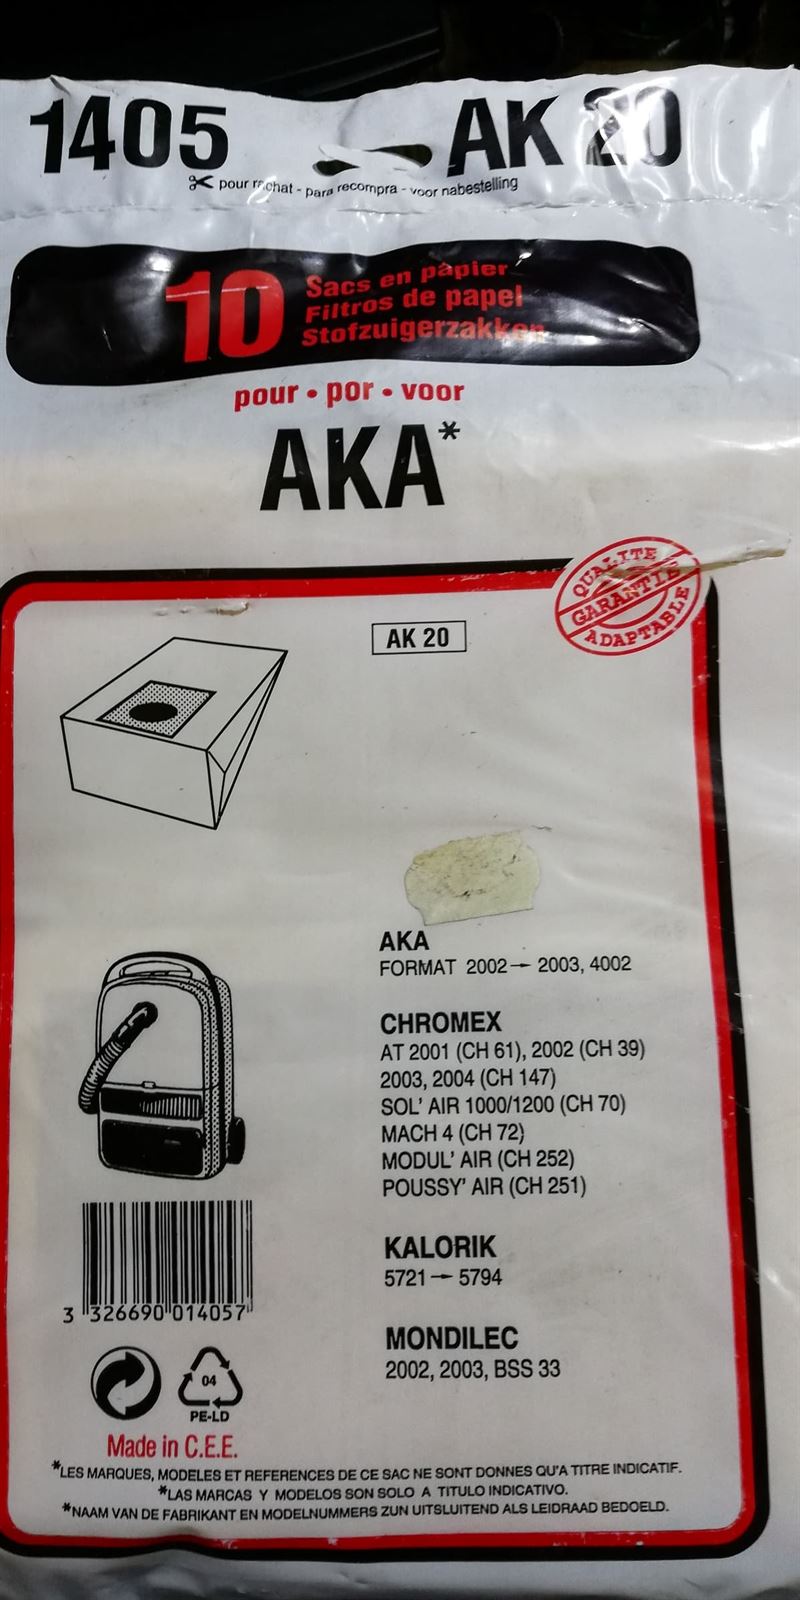 1405 AK 20
pour rachat - para recompra - voor nabestelling
10
Sacs en papier
Filtros de papel
Stofzuigerzakken
pour • por • voor
AKA*
QUALITE
GARANTIE
ADAPTABLE
AK 20
AKA
FORMAT 2002→ 2003, 4002
CHROMEX
AT 2001 (CH 61), 2002 (CH 39)
2003, 2004 (CH 147)
SOL' AIR 1000/1200 (CH 70)
MACH 4 (CH 72)
MODUL' AIR (CH 252)
POUSSY' AIR (CH 251)
KALORIK
5721→ 5794
MONDILEC
2002, 2003, BSS 33
3 326690 014057
04
PE-LD
Made in C.E.E.
*LES MARQUES, MODELES ET REFERENCES DE CE SAC NE SONT DONNES QU'A TITRE INDICATIF.
*LAS MARCAS Y MODELOS SON SOLO A TITULO INDICATIVO.
*NAAM VAN DE FABRIKANT EN MODELNUMMERS ZUN UITSLUITEND ALS LEIDRAAD BEDOELD.